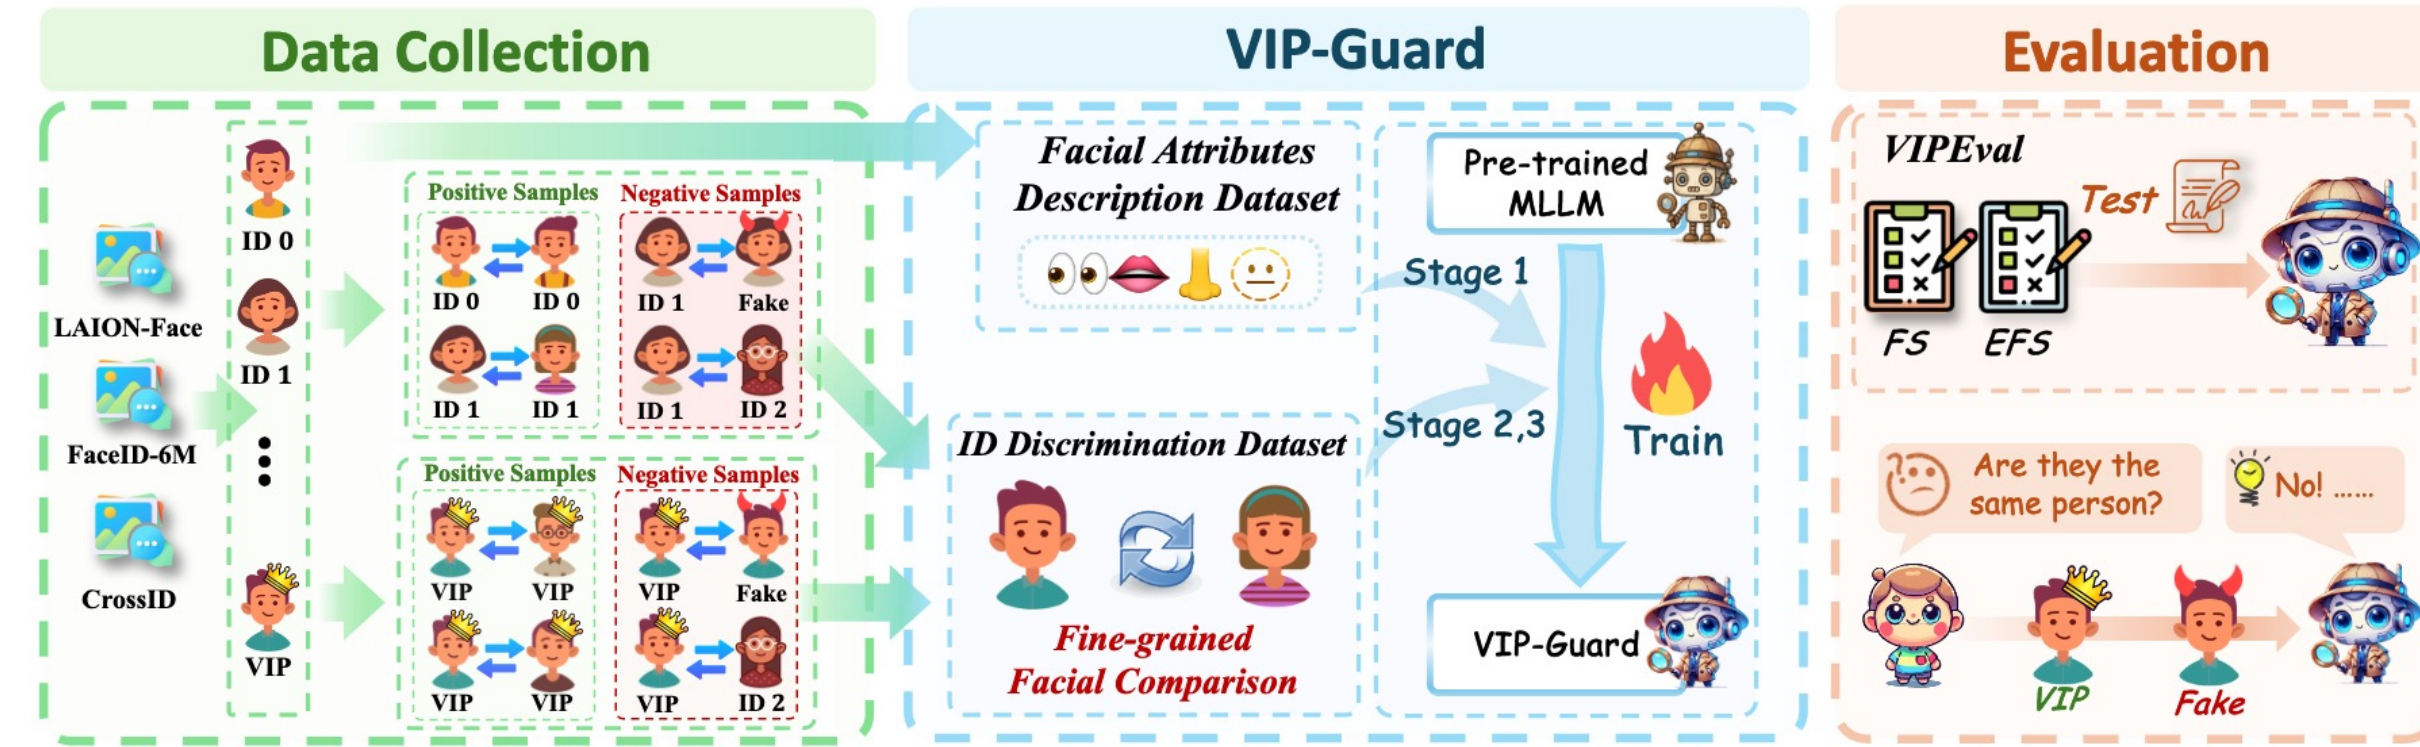 Data Collection
LAION-Face
FaceID-6M
CrossID
ID 0
ID 1
VIP
Positive Samples
Negative Samples
ID 0
ID 0
ID 1
Fake
ID 1
ID 1
ID 1
ID 2
Positive Samples
Negative Samples
VIP
VIP
VIP
Fake
VIP
VIP
VIP
ID 2
VIP-Guard
Facial Attributes
Description Dataset
ID Discrimination Dataset
Fine-grained
Facial Comparison
Pre-trained
MLLM
Stage 1
Stage 2,3
Train
VIP-Guard
Evaluation
VIPEval
FS
EFS
Test
Are they the
same person?
No! ......
VIP
Fake